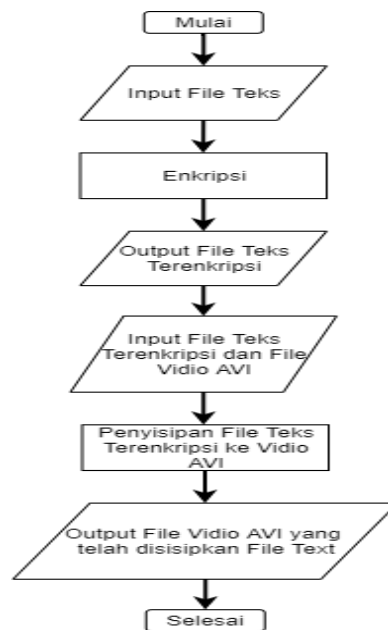 Mulai
Input File Teks
Enkripsi
Output File Teks
Terenkripsi
Input File Teks
Terenkripsi dan File
Vidio AVI
Penyisipan File Teks
Terenkripsi ke Vidio
AVI
Output File Vidio AVI yang
telah disisipkan File Text
Selesai